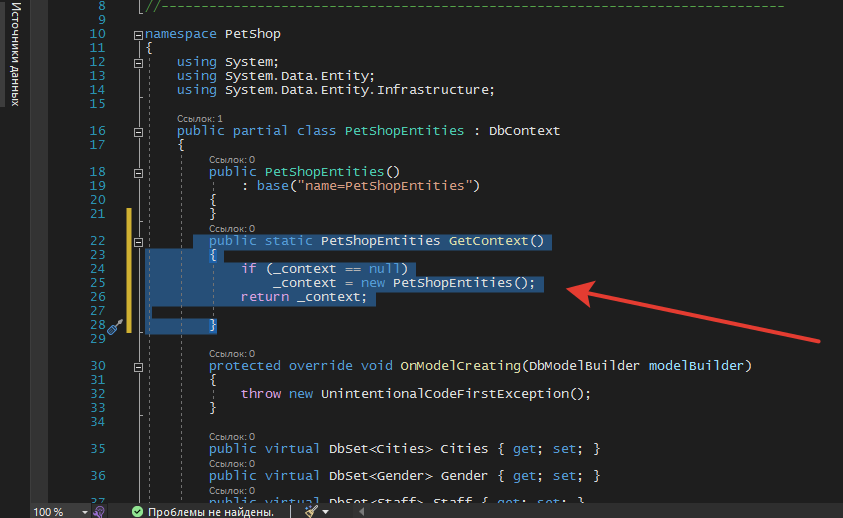 Источники данных
8 //-----------------------------------------------------------------------------
9
10 namespace PetShop
11 {
12 using System;
13 using System.Data.Entity;
14 using System.Data.Entity.Infrastructure;
15
Ссылок: 1
16 public partial class PetShopEntities : DbContext
17 {
Ссылок: 0
18 public PetShopEntities()
19 : base("name=PetShopEntities")
20 {
21 }
Ссылок: 0
22 public static PetShopEntities GetContext()
23 {
24 if (_context == null)
25 _context = new PetShopEntities();
26 return _context;
27
28 }
29
Ссылок: 0
30 protected override void OnModelCreating(DbModelBuilder modelBuilder)
31 {
32 throw new UnintentionalCodeFirstException();
33 }
34
Ссылок: 0
35 public virtual DbSet<Cities> Cities { get; set; }
Ссылок: 0
36 public virtual DbSet<Gender> Gender { get; set; }
Ссылок: 0
37 public virtual DbSet<Staff> Staff { get; set; }
100 % Проблемы не найдены.